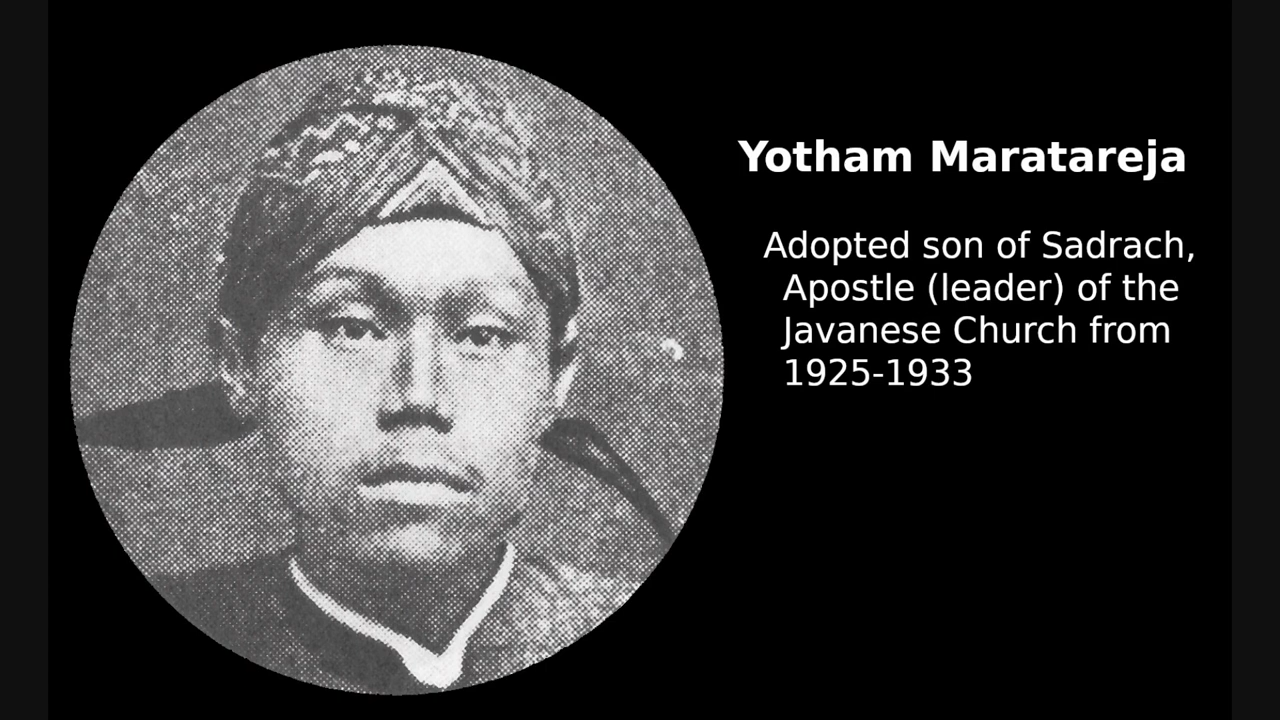 Yotham Maratareja
Adopted son of Sadrach,
Apostle (leader) of the
Javanese Church from
1925-1933